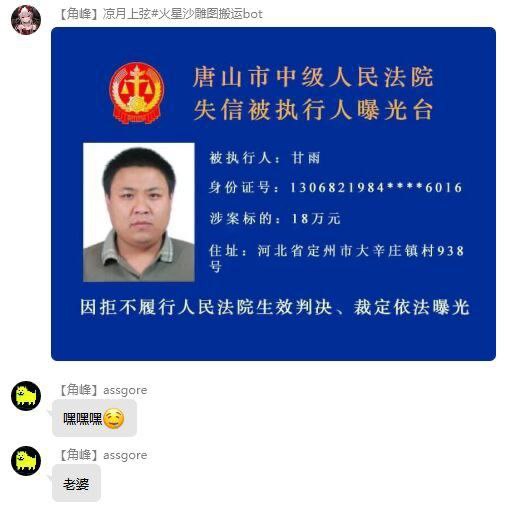 【角峰】凉月上弦#火星沙雕图搬运bot
唐山市中级人民法院
失信被执行人曝光台
被执行人：甘雨
身份证号：1306821984****6016
涉案标的：18万元
住址：河北省定州市大辛庄镇村938
号
因拒不履行人民法院生效判决、裁定依法曝光
【角峰】assgore
嘿嘿嘿🤤
【角峰】assgore
老婆